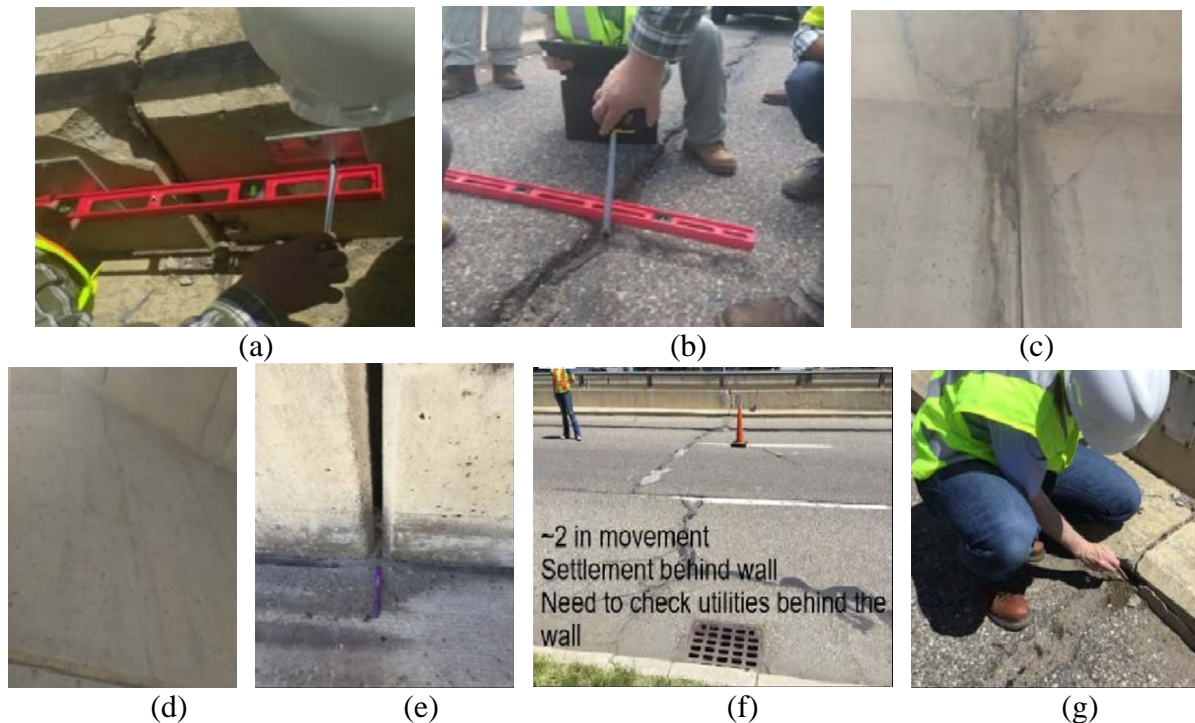 (a)
(b)
(c)
~2 in movement
Settlement behind wall
Need to check utilities behind the
wall
(d)
(e)
(f)
(g)